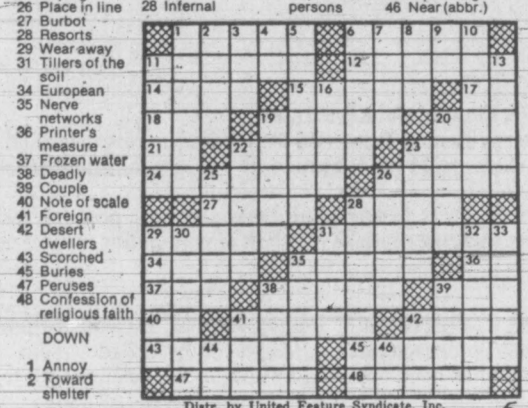 26 Place in line
27 Burbot
28 Resorts
29 Wear away
31 Tillers of the
soil
34 European
35 Nerve
networks
36 Printer's
measure
37 Frozen water
38 Deadly
39 Couple
40 Note of scale
41 Foreign
42 Desert
dwellers
43 Scorched
45 Buries
47 Peruses
48 Confession of
religious faith
DOWN
1 Annoy
2 Toward
shelter
28 Infernal
persons
46 Near (abbr.)
1 2 3 4 5 6 7 8 9 10
11 12 13
14 15 16 17
18 19 20
21 22 23
24 25 26
27 28
29 30 31 32 33
34 35 36
37 38 39
40 41 42
43 44 45 46
47 48
Distr. by United Feature Syndicate, Inc.